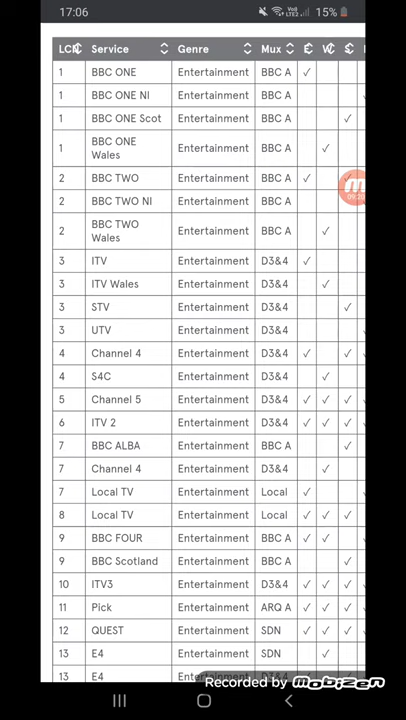 17:06 Vo) LTE2 15%
LCN Service Genre Mux E W S
1 BBC ONE Entertainment BBC A ✓
1 BBC ONE NI Entertainment BBC A
1 BBC ONE Scot Entertainment BBC A ✓
1 BBC ONE Wales Entertainment BBC A ✓
2 BBC TWO Entertainment BBC A ✓ ✓
2 BBC TWO NI Entertainment BBC A
2 BBC TWO Wales Entertainment BBC A ✓
3 ITV Entertainment D3&4 ✓
3 ITV Wales Entertainment D3&4 ✓
3 STV Entertainment D3&4 ✓
3 UTV Entertainment D3&4
4 Channel 4 Entertainment D3&4 ✓ ✓
4 S4C Entertainment D3&4 ✓
5 Channel 5 Entertainment D3&4 ✓ ✓ ✓
6 ITV 2 Entertainment D3&4 ✓ ✓ ✓
7 BBC ALBA Entertainment BBC A ✓
7 Channel 4 Entertainment D3&4 ✓
7 Local TV Entertainment Local ✓
8 Local TV Entertainment Local ✓ ✓ ✓
9 BBC FOUR Entertainment BBC A ✓ ✓
9 BBC Scotland Entertainment BBC A ✓
10 ITV3 Entertainment D3&4 ✓ ✓ ✓
11 Pick Entertainment ARQ A ✓ ✓ ✓
12 QUEST Entertainment SDN ✓ ✓ ✓
13 E4 Entertainment SDN ✓
13 E4 Entertainment D3&4
Recorded by mobizen